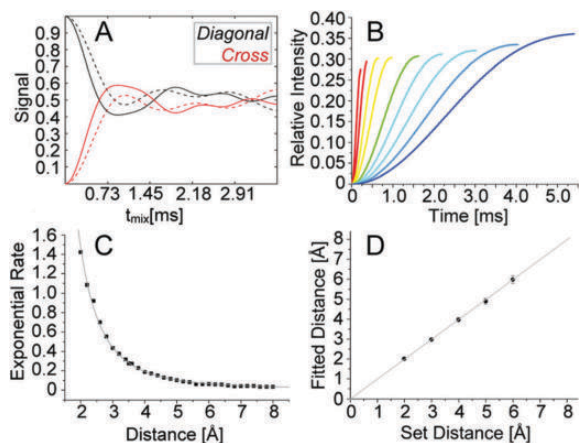 A
Diagonal
Cross
Signal
0.9
0.8
0.7
0.6
0.5
0.4
0.3
0.2
0.1
0.73 1.45 2.18 2.91
tmix[ms]
B
Relative Intensity
0.40
0.35
0.30
0.25
0.20
0.15
0.10
0.05
0.00
0.0 1.0 2.0 3.0 4.0 5.0
Time [ms]
C
Exponential Rate
1.6
1.4
1.2
1
0.8
0.6
0.4
0.2
0
2 3 4 5 6 7 8
Distance [Å]
D
Fitted Distance [Å]
8
7
6
5
4
3
2
1
0
0 1 2 3 4 5 6 7 8
Set Distance [Å]